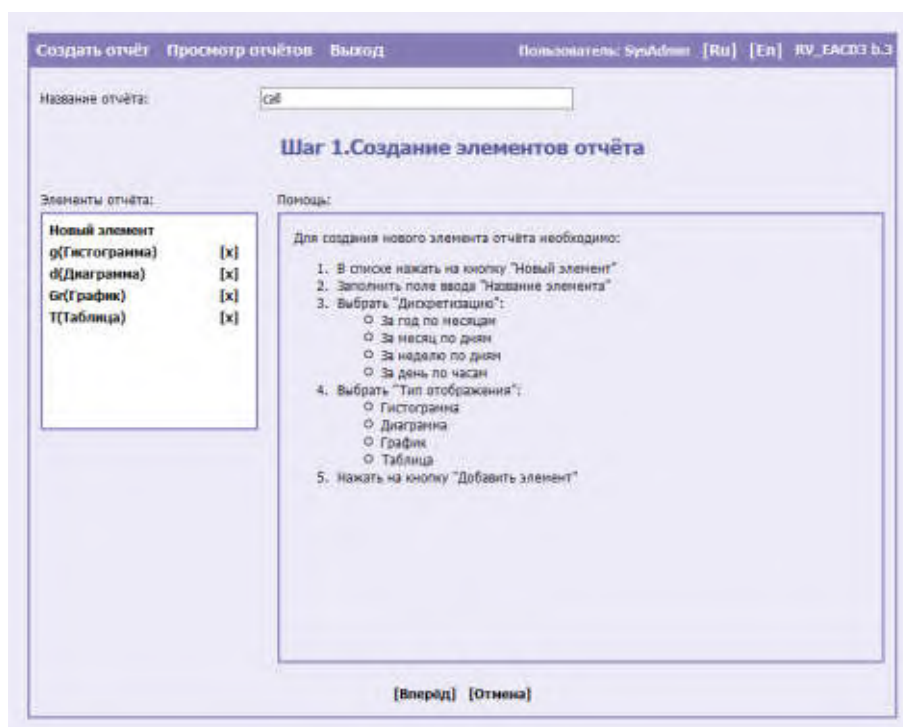 Создать отчёт Просмотр отчётов Выход Пользователь: SysAdmin [Ru] [En] RV_EACD3 b.3
Название отчёта: call
Шаг 1.Создание элементов отчёта
Элементы отчёта:
Новый элемент
g(Гистограмма) [x]
d(Диаграмма) [x]
Gr(График) [x]
T(Таблица) [x]
Помощь:
Для создания нового элемента отчёта необходимо:
1. В списке нажать на кнопку "Новый элемент"
2. Заполнить поле ввода "Название элемента"
3. Выбрать "Дискретизацию":
За год по месяцам
За месяц по дням
За неделю по дням
За день по часам
4. Выбрать "Тип отображения":
Гистограмма
Диаграмма
График
Таблица
5. Нажать на кнопку "Добавить элемент"
[Вперёд] [Отмена]